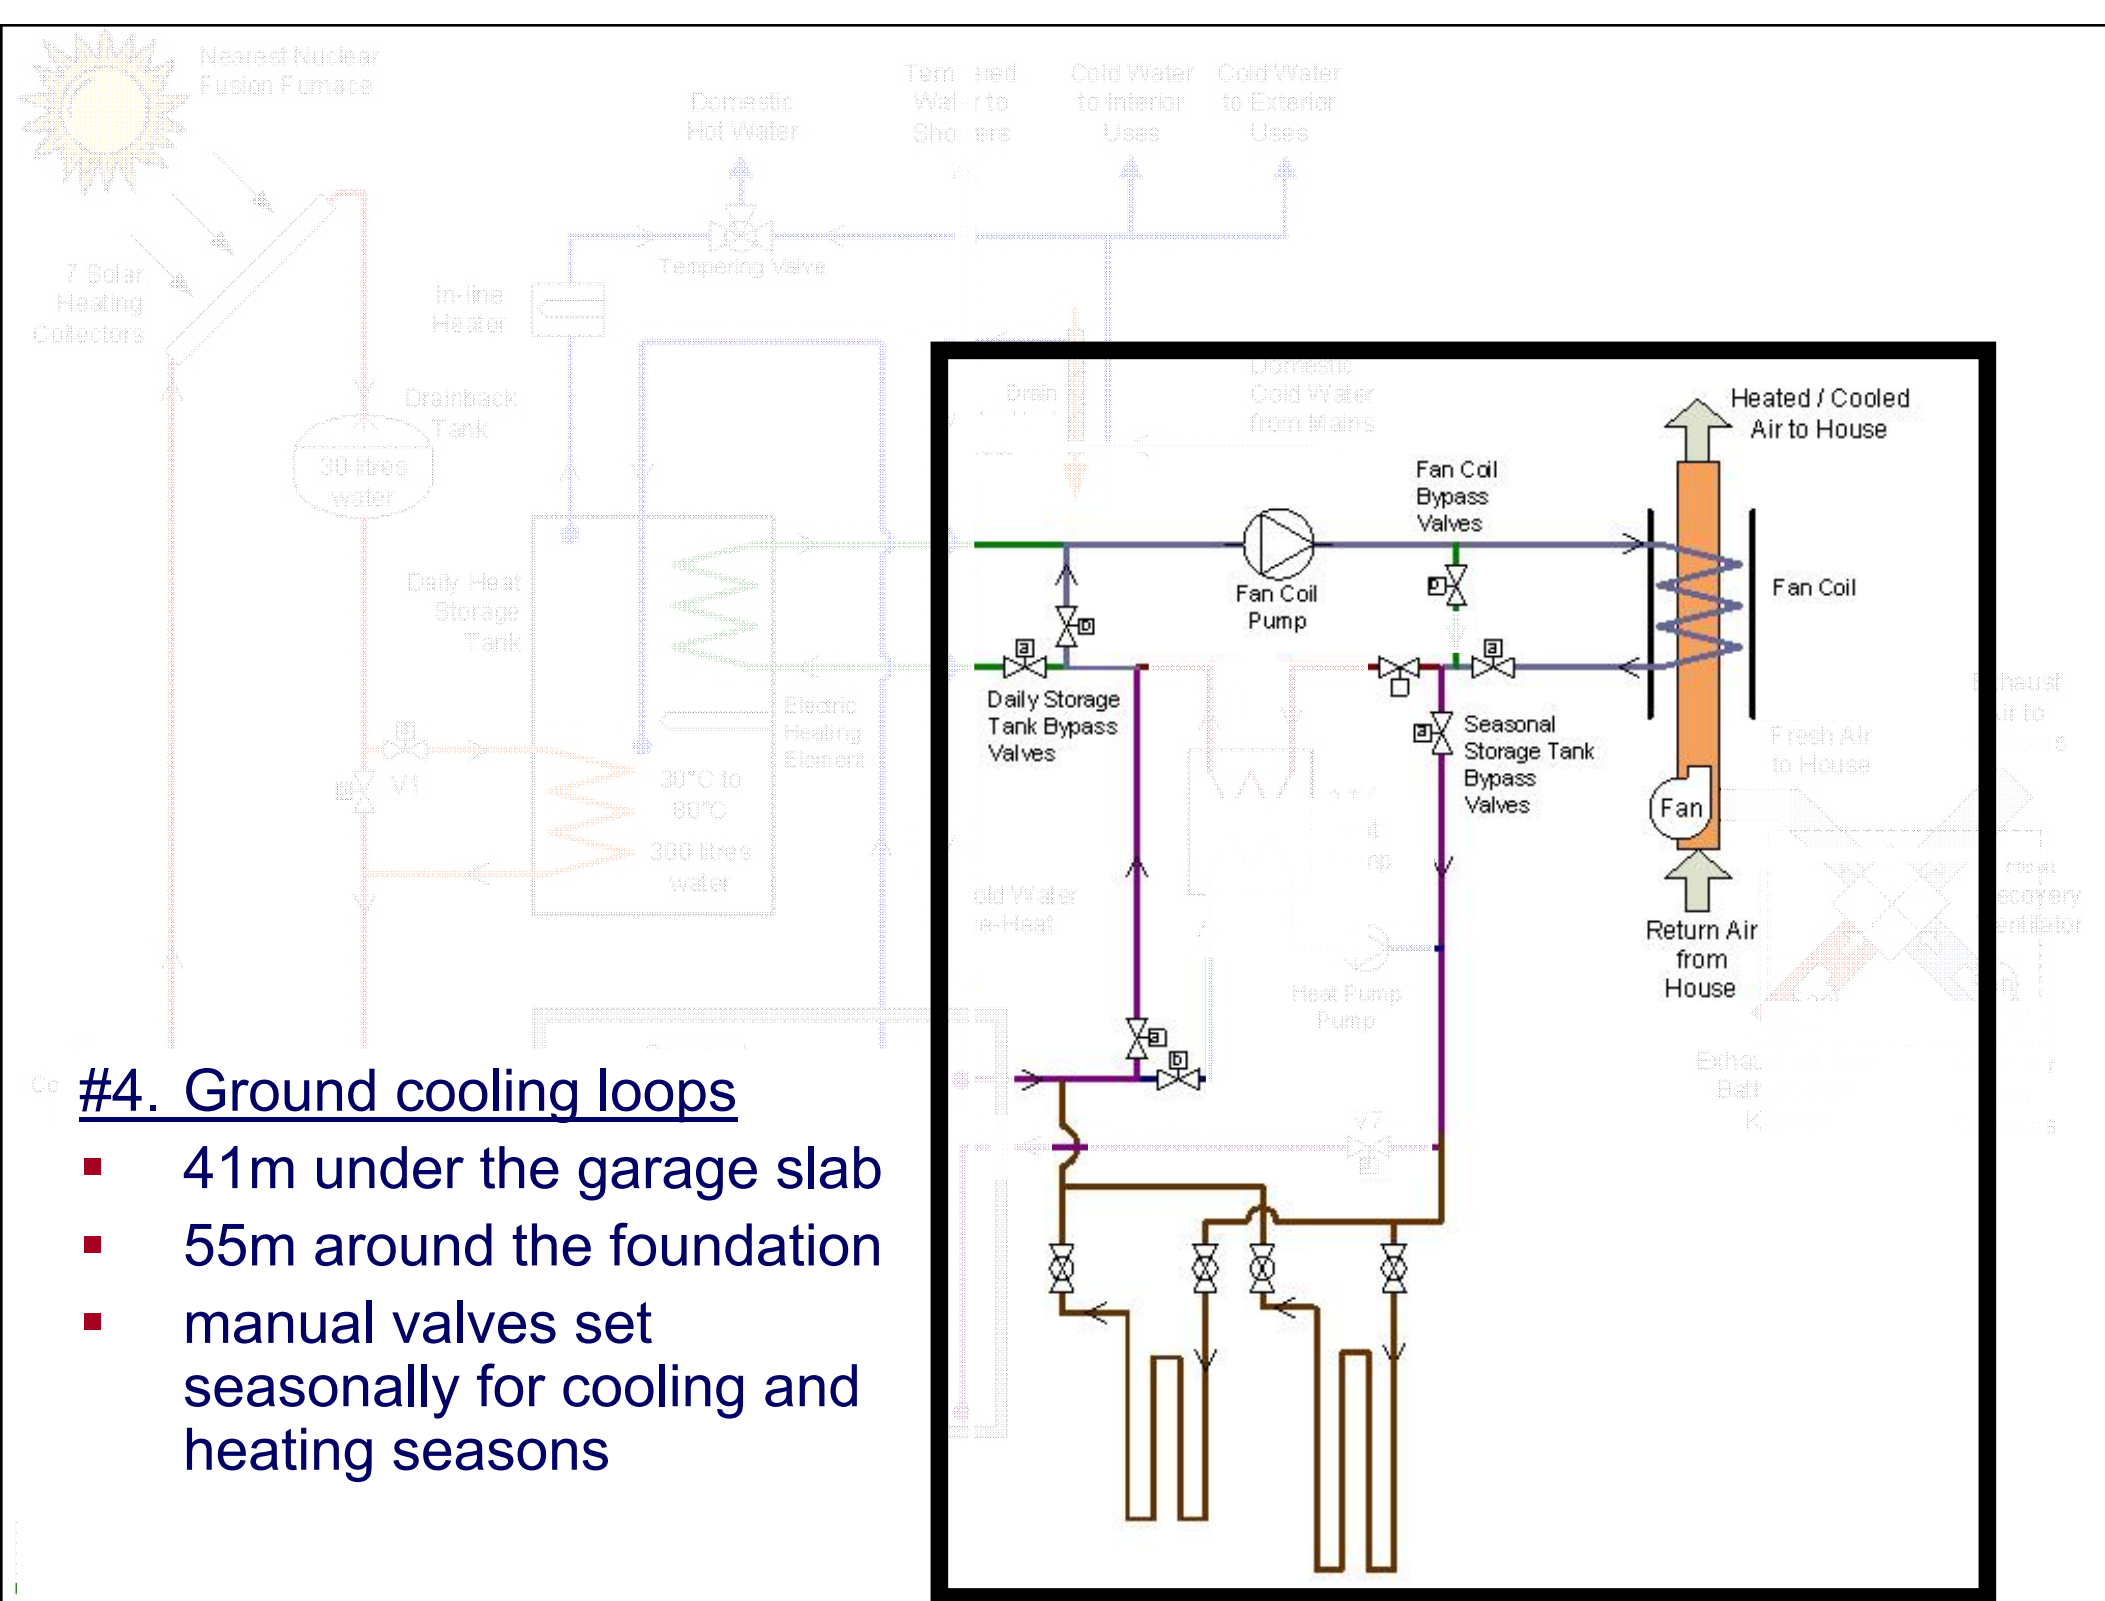 Nearest Nuclear
Fusion Furnace
Domestic
Hot Water
Cold Water
to Interior
Uses
Cold Water
to Exterior
Uses
7 Solar
Heating
Collectors
In-line
Heater
Tempering Valve
Drainback
Tank
30 litres
water
Daily Heat
Storage
Tank
Electric
Heating
Element
V1
30°C to
60°C
300 litres
water
Drain
Domestic
Cold Water
from Mains
Heated / Cooled
Air to House
Fan Coil
Bypass
Valves
Fan Coil
Pump
Fan Coil
Daily Storage
Tank Bypass
Valves
Seasonal
Storage Tank
Bypass
Valves
Fan
Return Air
from
House
Fresh Air
to House
Heat Pump
Pump
V7
a
b
#4. Ground cooling loops
▪ 41m under the garage slab
▪ 55m around the foundation
▪ manual valves set
seasonally for cooling and
heating seasons